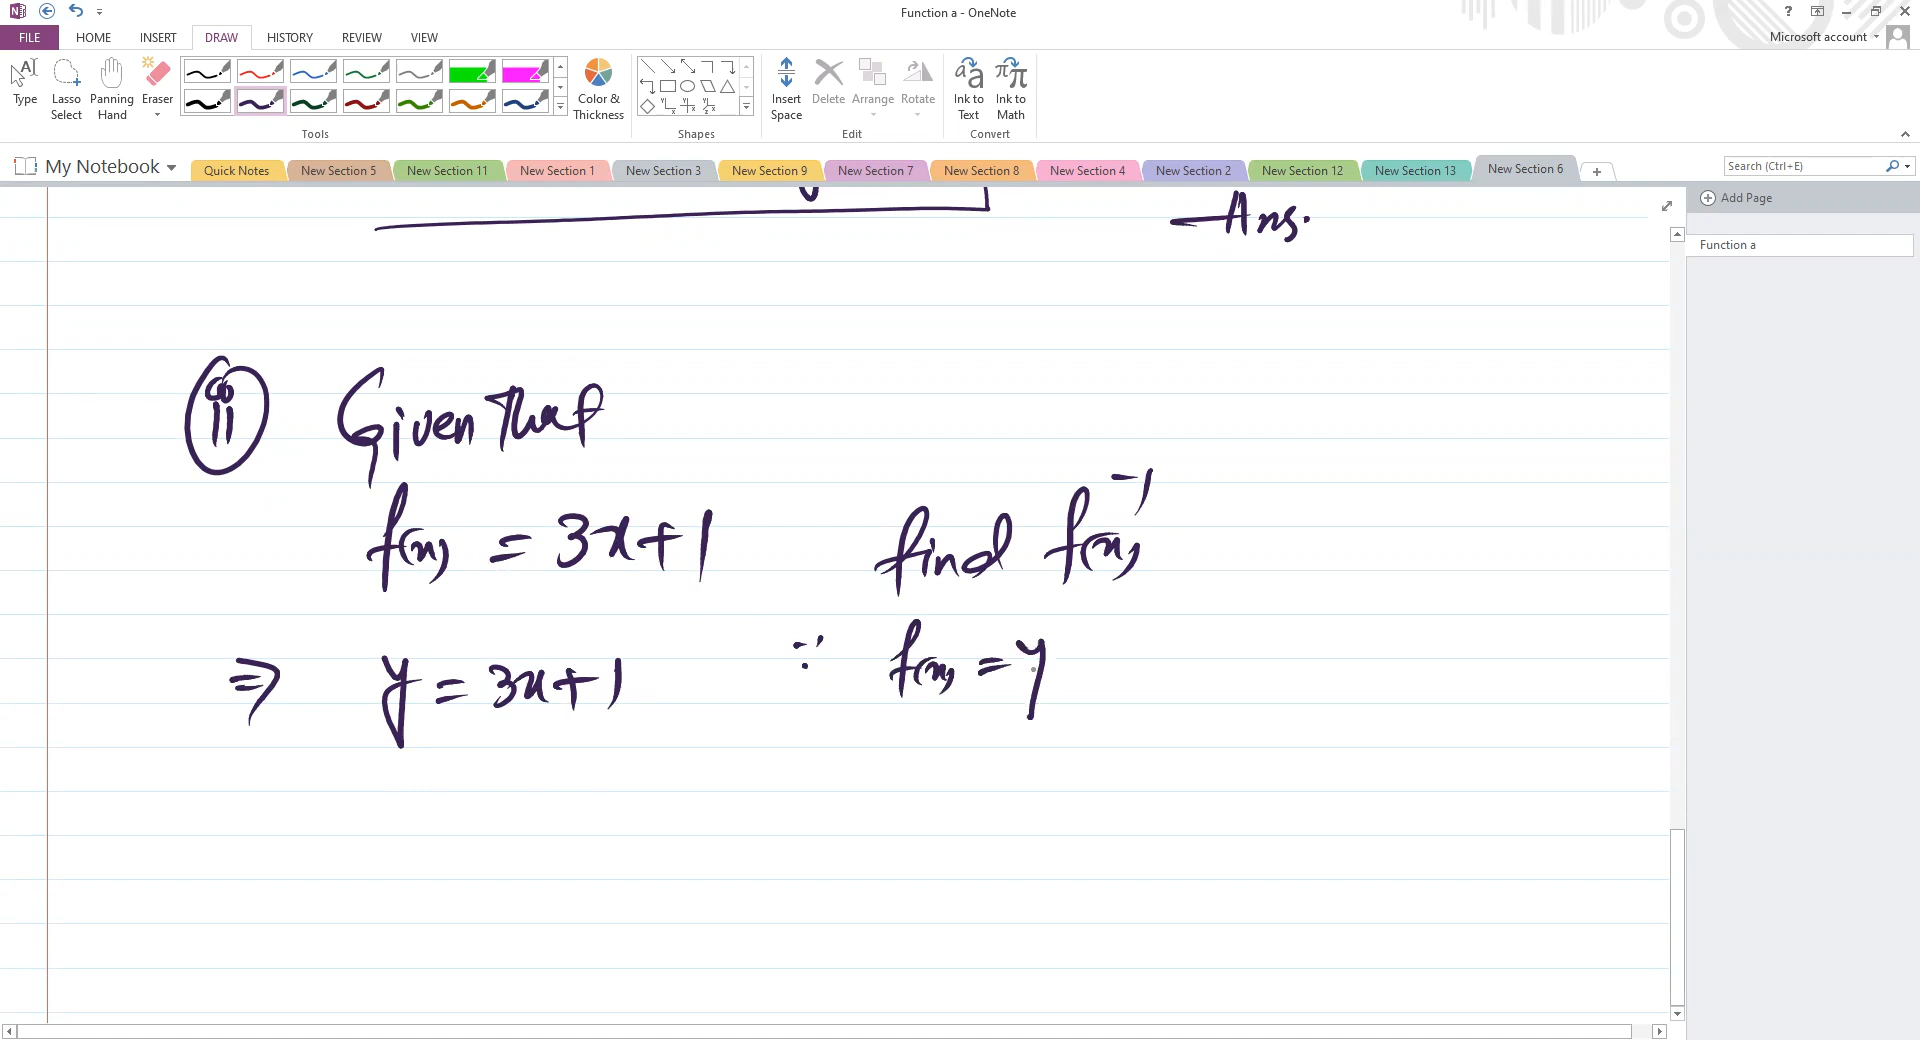 Function a - OneNote
FILE HOME INSERT DRAW HISTORY REVIEW VIEW
Microsoft account
Type Lasso Select Panning Hand Eraser
Color & Thickness
Insert Space Delete Arrange Rotate
Ink to Text Ink to Math
Tools Shapes Edit Convert
My Notebook Quick Notes New Section 5 New Section 11 New Section 1 New Section 3 New Section 9 New Section 7 New Section 8 New Section 4 New Section 2 New Section 12 New Section 13 New Section 6
Search (Ctrl+E)
Add Page
Function a
Ans.
ii Given That
f(x) = 3x+1 find f(x)⁻¹
⇒ y = 3x+1 ∵ f(x) = y